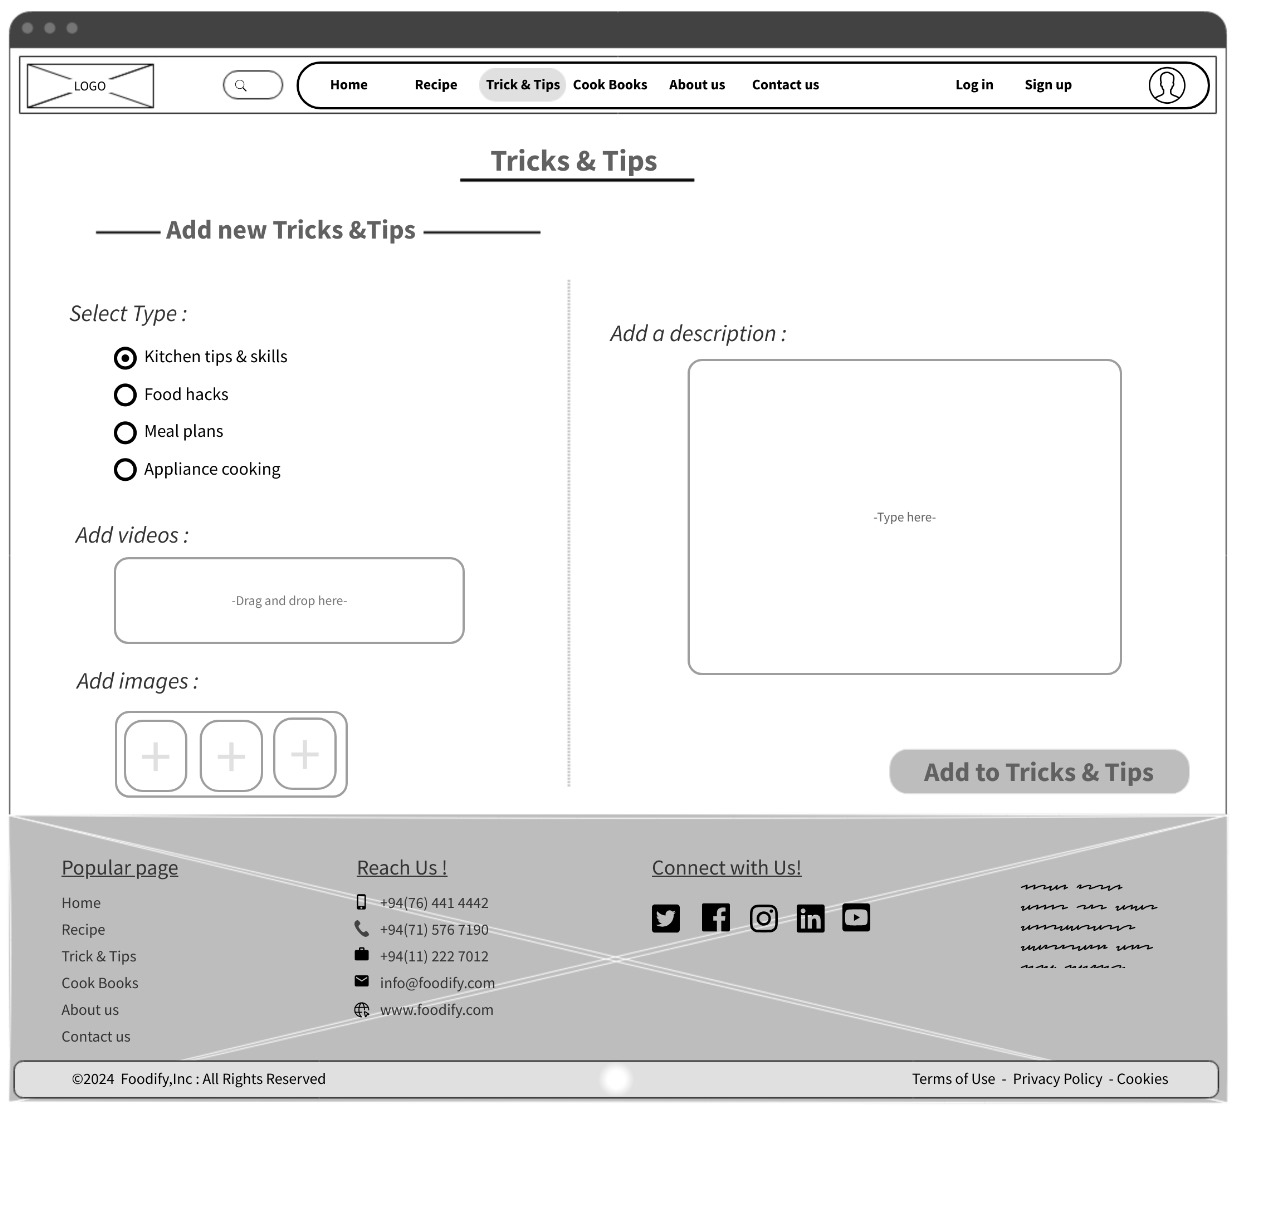 LOGO
Home Recipe Trick & Tips Cook Books About us Contact us Log in Sign up
Tricks & Tips
Add new Tricks &Tips
Select Type :
Kitchen tips & skills
Food hacks
Meal plans
Appliance cooking
Add videos :
-Drag and drop here-
Add images :
Add a description :
-Type here-
Add to Tricks & Tips
Popular page
Home
Recipe
Trick & Tips
Cook Books
About us
Contact us
Reach Us !
+94(76) 441 4442
+94(71) 576 7190
+94(11) 222 7012
info@foodify.com
www.foodify.com
Connect with Us!
©2024 Foodify,Inc : All Rights Reserved
Terms of Use - Privacy Policy - Cookies